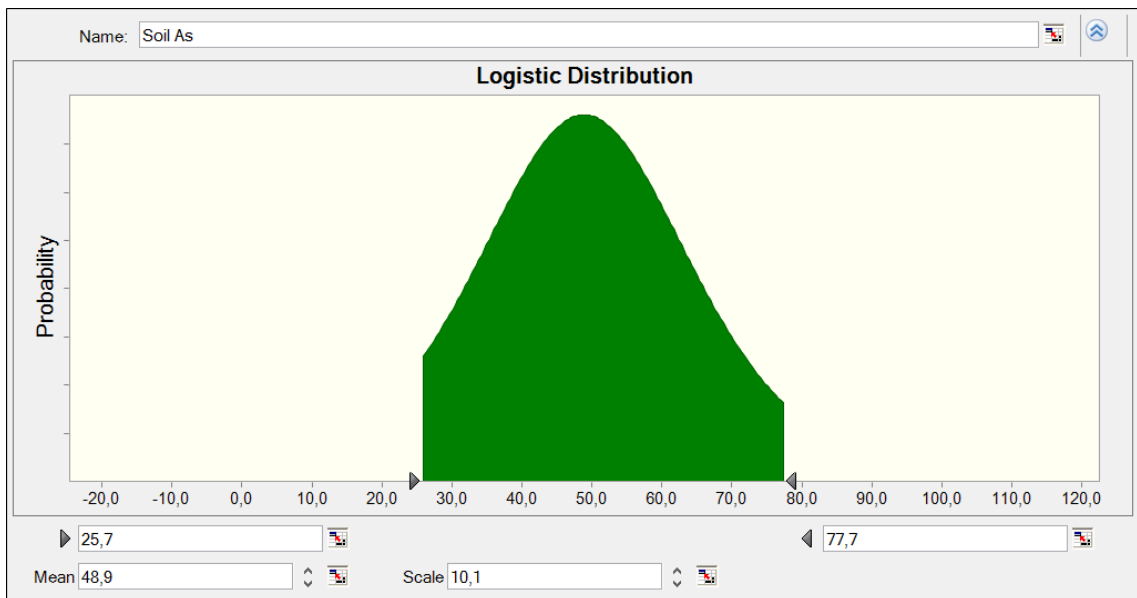 Name: Soil As
Logistic Distribution
Probability
-20,0 -10,0 0,0 10,0 20,0 30,0 40,0 50,0 60,0 70,0 80,0 90,0 100,0 110,0 120,0
25,7 77,7
Mean 48,9 Scale 10,1